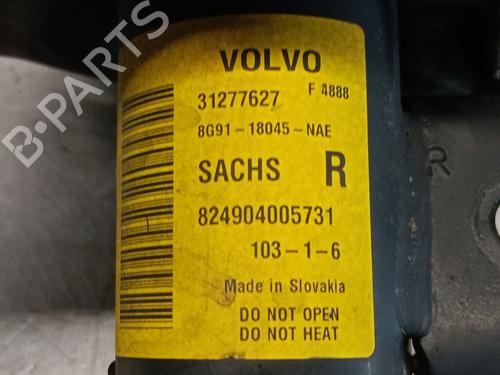 VOLVO
31277627 F 4888
8G91-18045-NAE
SACHS R
824904005731
103-1-6
Made in Slovakia
DO NOT OPEN
DO NOT HEAT
R
B-PARTS